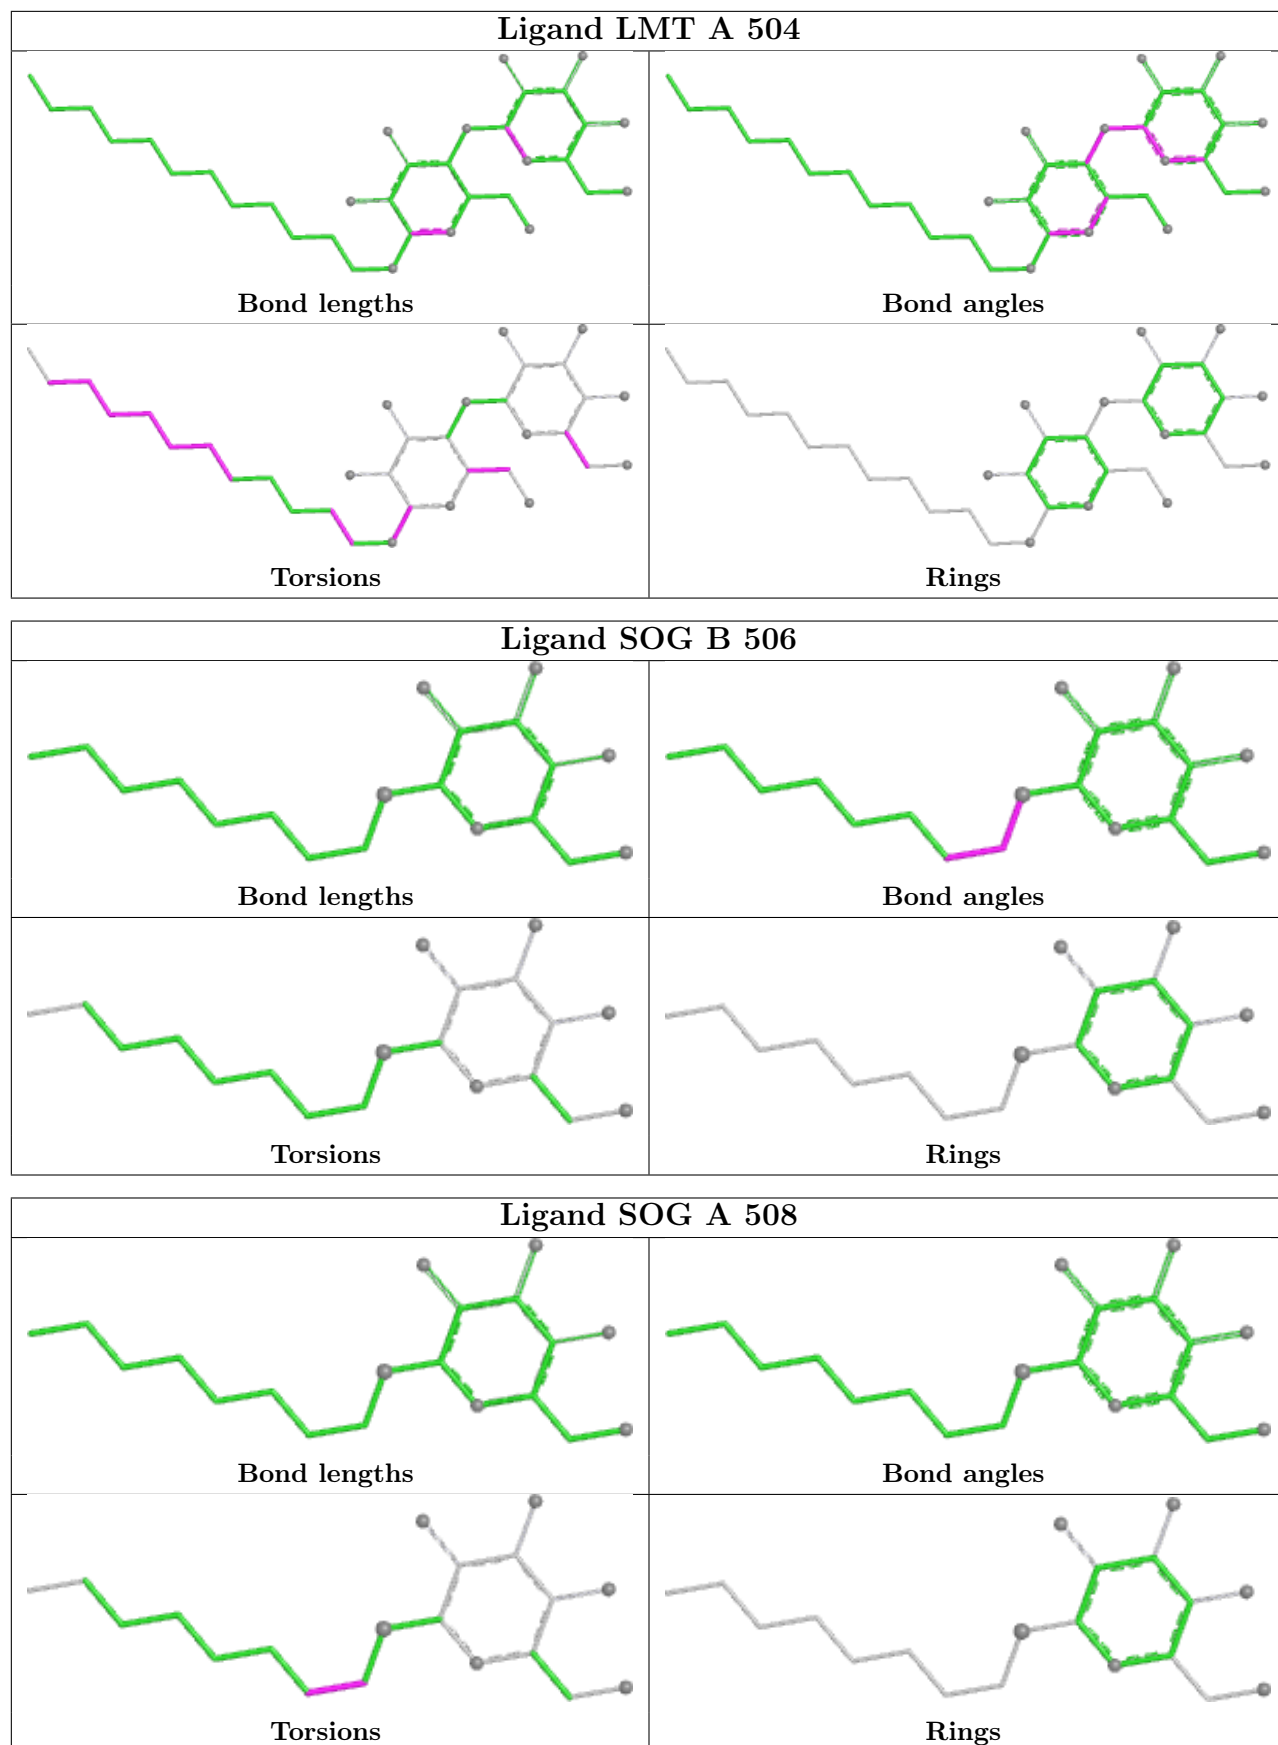 Ligand LMT A 504
Bond lengths
Bond angles
Torsions
Rings
Ligand SOG B 506
Bond lengths
Bond angles
Torsions
Rings
Ligand SOG A 508
Bond lengths
Bond angles
Torsions
Rings